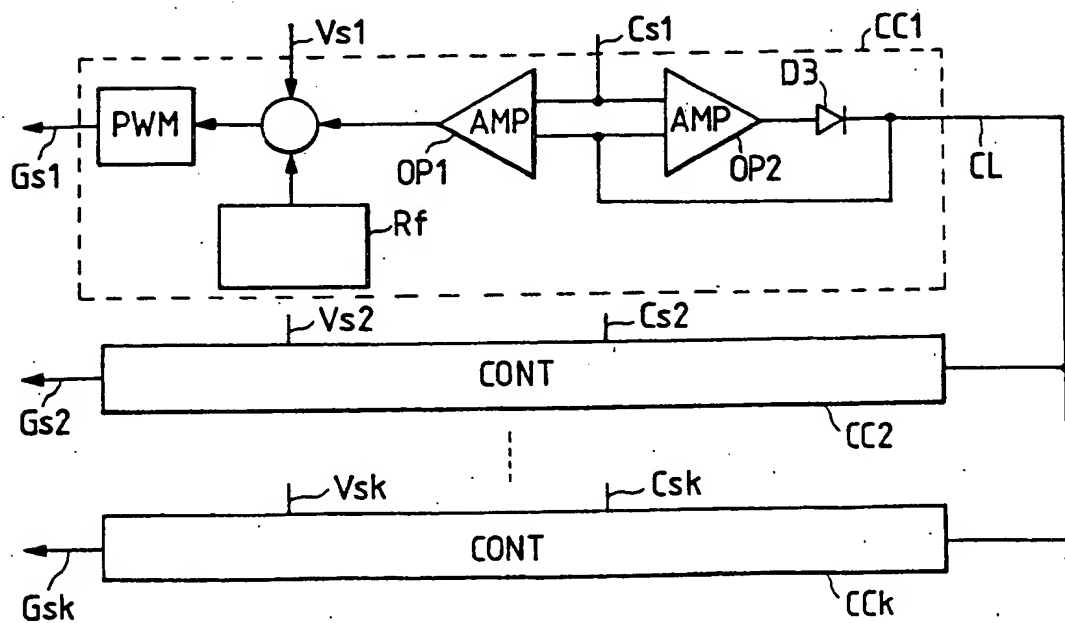 Vs1
Cs1
CC1
D3
PWM
AMP
AMP
Gs1
OP1
OP2
CL
Rf
Vs2
Cs2
CONT
Gs2
CC2
Vsk
Csk
CONT
Gsk
CCk